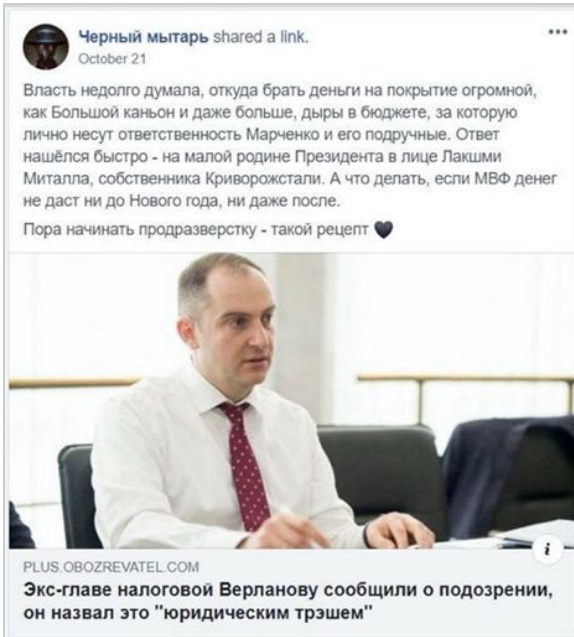 Черный мытарь shared a link.
October 21
Власть недолго думала, откуда брать деньги на покрытие огромной,
как Большой каньон и даже больше, дыры в бюджете, за которую
лично несут ответственность Марченко и его подручные. Ответ
нашёлся быстро - на малой родине Президента в лице Лакшми
Миталла, собственника Криворожстали. А что делать, если МВФ денег
не даст ни до Нового года, ни даже после.
Пора начинать продразверстку - такой рецепт 🖤
i
PLUS.OBOZREVATEL.COM
Экс-главе налоговой Верланову сообщили о подозрении,
он назвал это "юридическим трэшем"